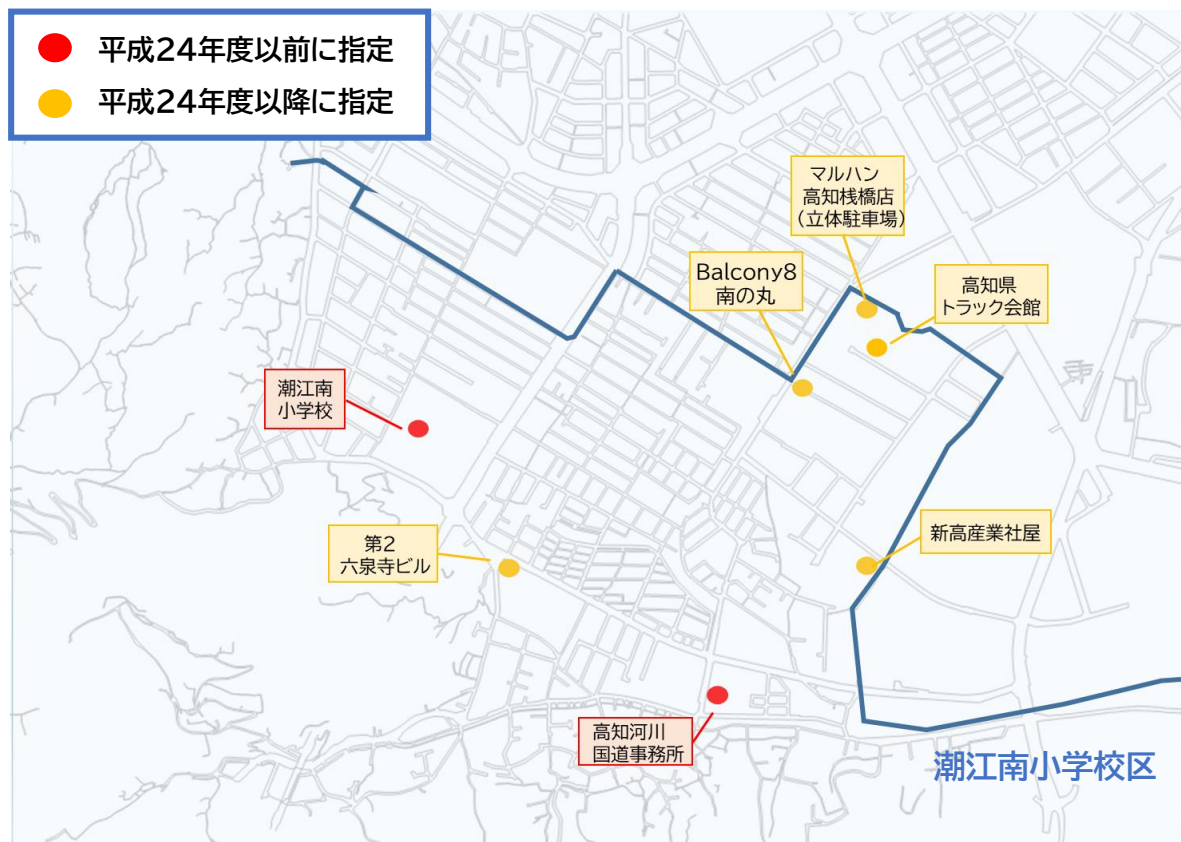 平成24年度以前に指定
平成24年度以降に指定
マルハン
高知桟橋店
(立体駐車場)
Balcony8
南の丸
高知県
トラック会館
潮江南
小学校
新高産業社屋
第2
六泉寺ビル
高知河川
国道事務所
潮江南小学校区